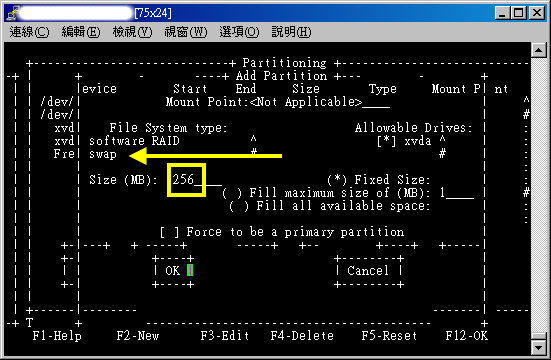 [75x24]
連線(C) 編輯(E) 檢視(V) 視窗(W) 選項(O) 說明(H)
Partitioning
Add Partition
evice Start End Size Type Mount P nt
/dev/ Mount Point:<Not Applicable>____ ^
/dev/ #
xvd File System type: Allowable Drives: :
xvd software RAID ^ [*] xvda ^ :
Fre swap # # :
Size (MB): 256____ (*) Fixed Size: :
( ) Fill maximum size of (MB): 1____ #
( ) Fill all available space: :
[ ] Force to be a primary partition
OK Cancel
T
F1-Help F2-New F3-Edit F4-Delete F5-Reset F12-OK